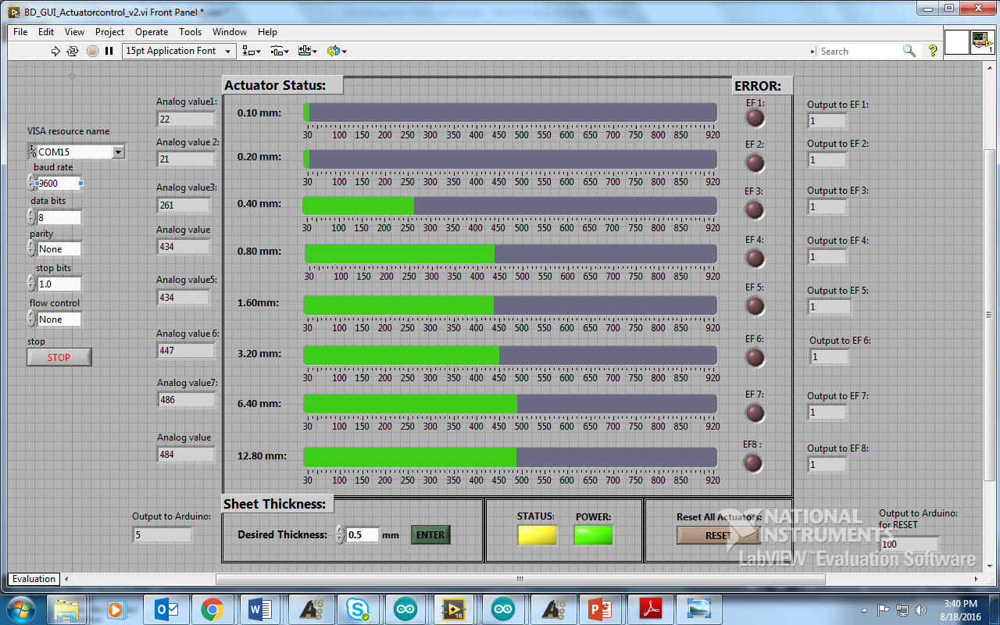 BD_GUI_Actuatorcontrol_v2.vi Front Panel *
File Edit View Project Operate Tools Window Help
15pt Application Font
Search
1
VISA resource name
COM15
baud rate
9600
data bits
8
parity
None
stop bits
1.0
flow control
None
stop
STOP
Analog value1:
22
Analog value 2:
21
Analog value3:
261
Analog value
434
Analog value5:
434
Analog value 6:
447
Analog value7:
486
Analog value
484
Actuator Status:
0.10 mm:
30 100 150 200 250 300 350 400 450 500 550 600 650 700 750 800 850 920
0.20 mm:
30 100 150 200 250 300 350 400 450 500 550 600 650 700 750 800 850 920
0.40 mm:
30 100 150 200 250 300 350 400 450 500 550 600 650 700 750 800 850 920
0.80 mm:
30 100 150 200 250 300 350 400 450 500 550 600 650 700 750 800 850 920
1.60mm:
30 100 150 200 250 300 350 400 450 500 550 600 650 700 750 800 850 920
3.20 mm:
30 100 150 200 250 300 350 400 450 500 550 600 650 700 750 800 850 920
6.40 mm:
30 100 150 200 250 300 350 400 450 500 550 600 650 700 750 800 850 920
12.80 mm:
30 100 150 200 250 300 350 400 450 500 550 600 650 700 750 800 850 920
ERROR:
EF 1:
EF 2:
EF 3:
EF 4:
EF 5:
EF 6:
EF 7:
EF8 :
Output to EF 1:
1
Output to EF 2:
1
Output to EF 3:
1
Output to EF 4:
1
Output to EF 5:
1
Output to EF 6:
1
Output to EF 7:
1
Output to EF 8:
1
Output to Arduino:
5
Sheet Thickness:
Desired Thickness: 0.5 mm ENTER
STATUS: POWER:
Reset All Actuators:
RESET
Output to Arduino:
for RESET
100
NATIONAL
INSTRUMENTS
LabVIEW™ Evaluation Software
Evaluation
3:40 PM
8/18/2016